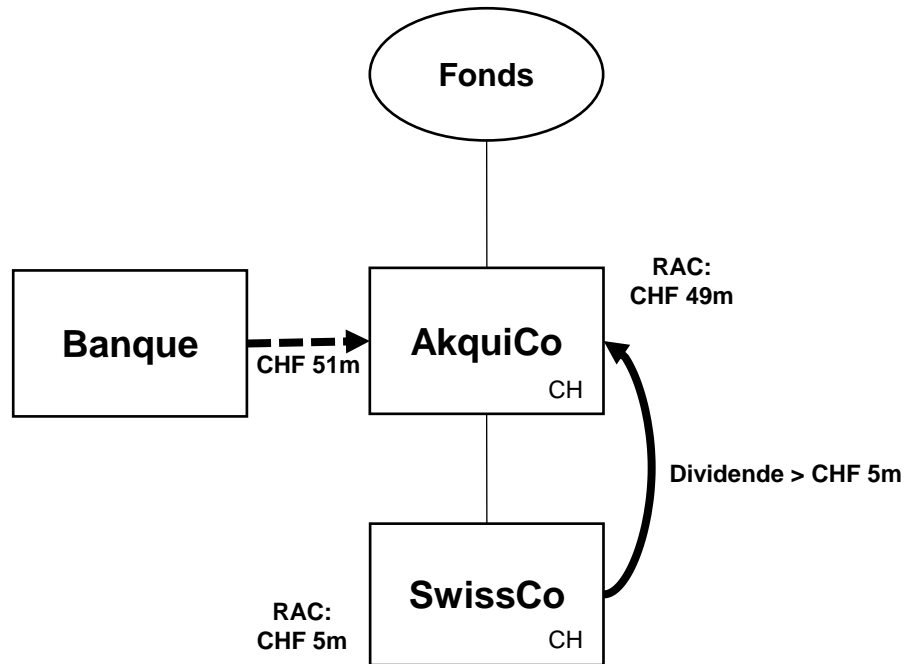 Fonds
RAC:
CHF 49m
Banque
CHF 51m
AkquiCo
CH
Dividende > CHF 5m
SwissCo
CH
RAC:
CHF 5m